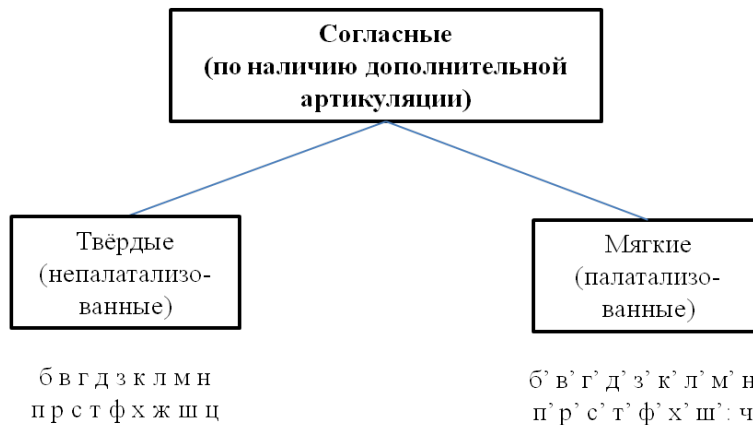 Согласные
(по наличию дополнительной
артикуляции)
Твёрдые
(непалатализо-
ванные)
Мягкие
(палатализо-
ванные)
б в г д з к л м н
п р с т ф х ж ш ц
б’ в’ г’ д’ з’ к’ л’ м’ н
п’ р’ с’ т’ ф’ х’ ш’: ч